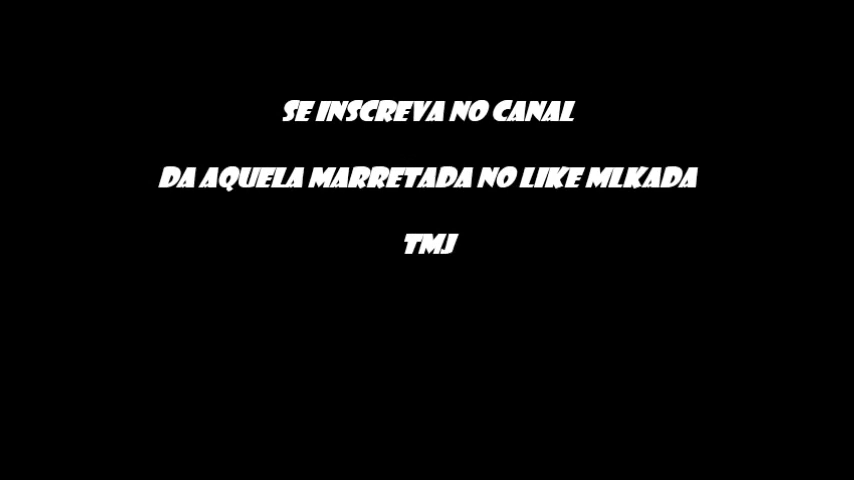 SE INSCREVA NO CANAL
DA AQUELA MARRETADA NO LIKE MLKADA
TMJ